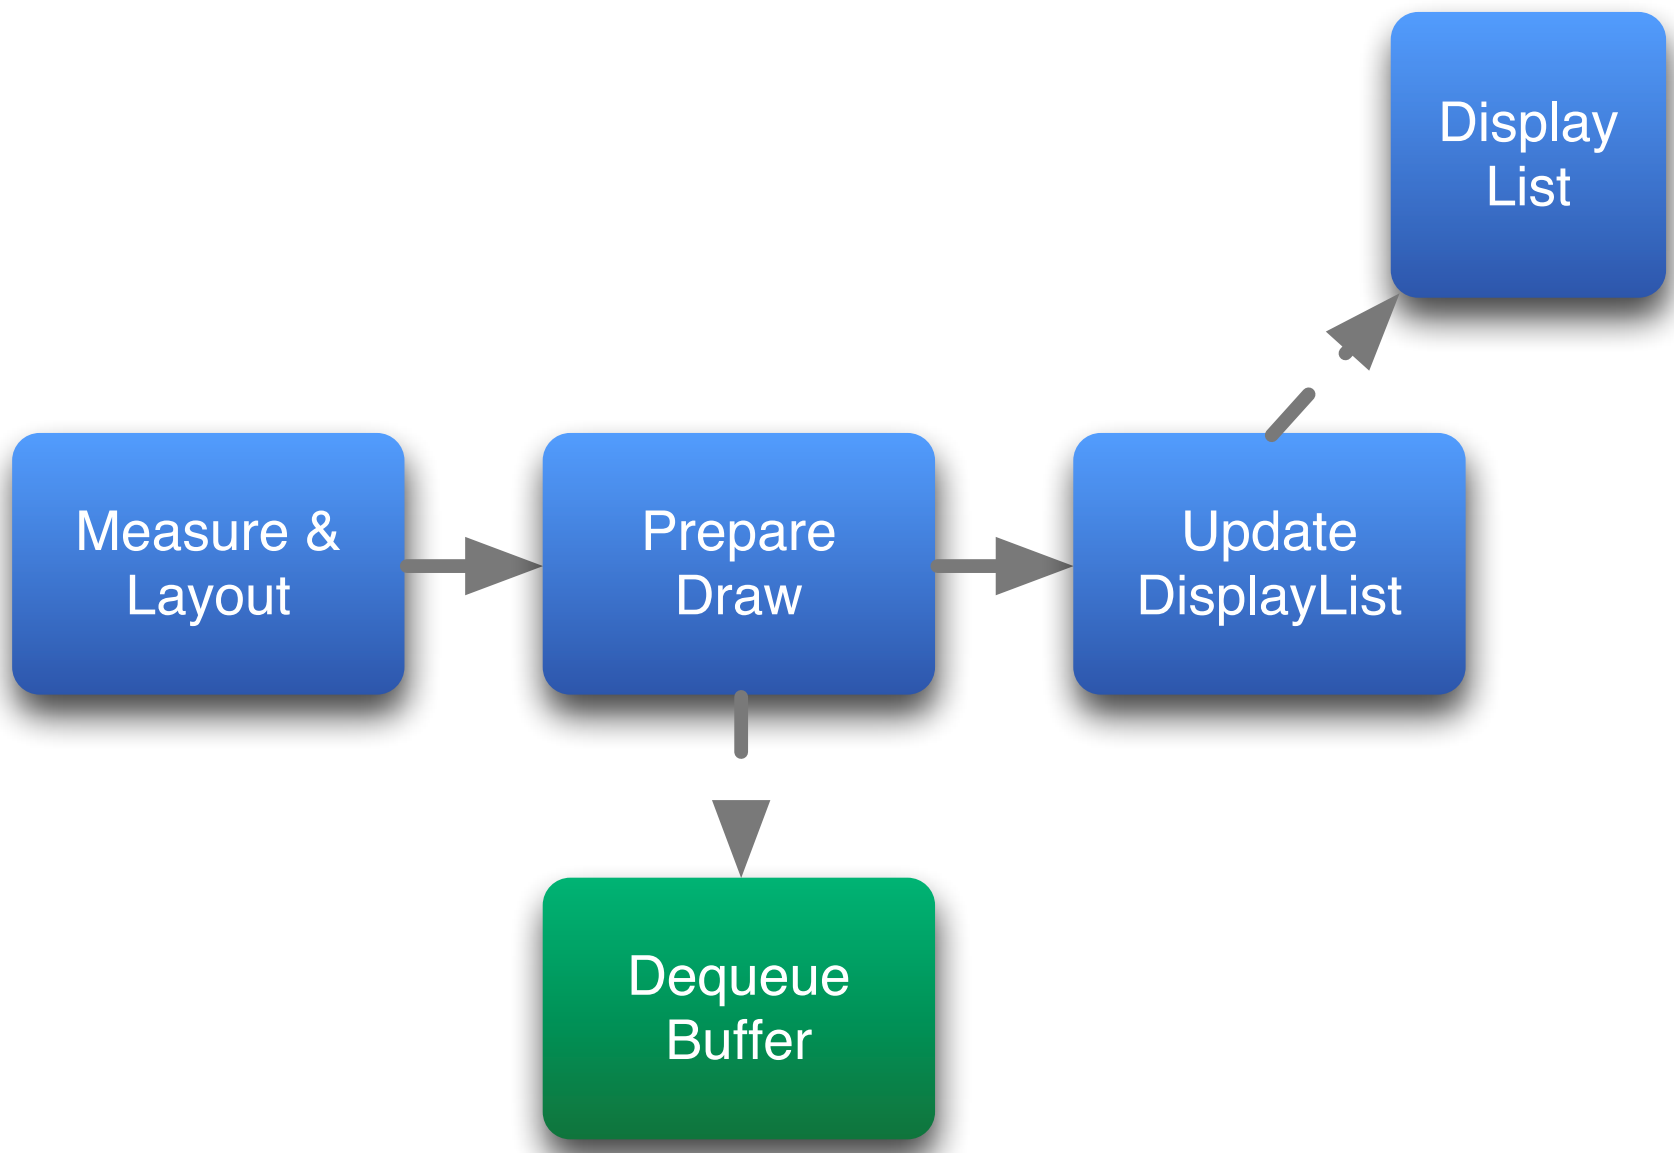 Display
List
Measure &
Layout
Prepare
Draw
Update
DisplayList
Dequeue
Buffer